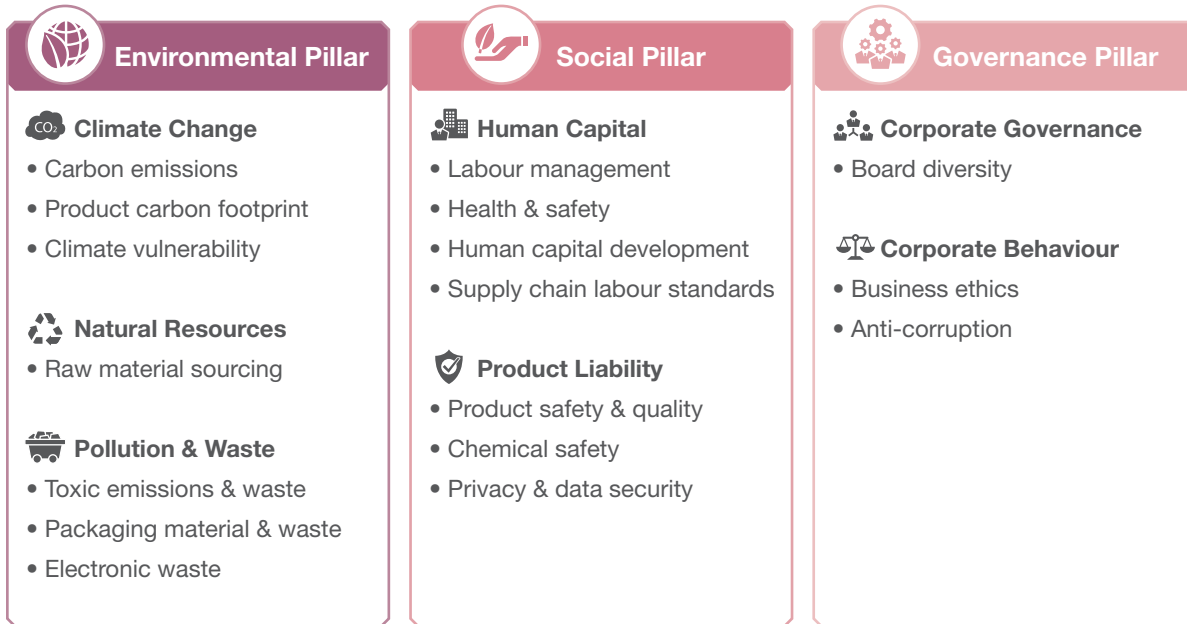 Environmental Pillar
CO₂ Climate Change
• Carbon emissions
• Product carbon footprint
• Climate vulnerability
Natural Resources
• Raw material sourcing
Pollution & Waste
• Toxic emissions & waste
• Packaging material & waste
• Electronic waste
Social Pillar
Human Capital
• Labour management
• Health & safety
• Human capital development
• Supply chain labour standards
Product Liability
• Product safety & quality
• Chemical safety
• Privacy & data security
Governance Pillar
Corporate Governance
• Board diversity
Corporate Behaviour
• Business ethics
• Anti-corruption